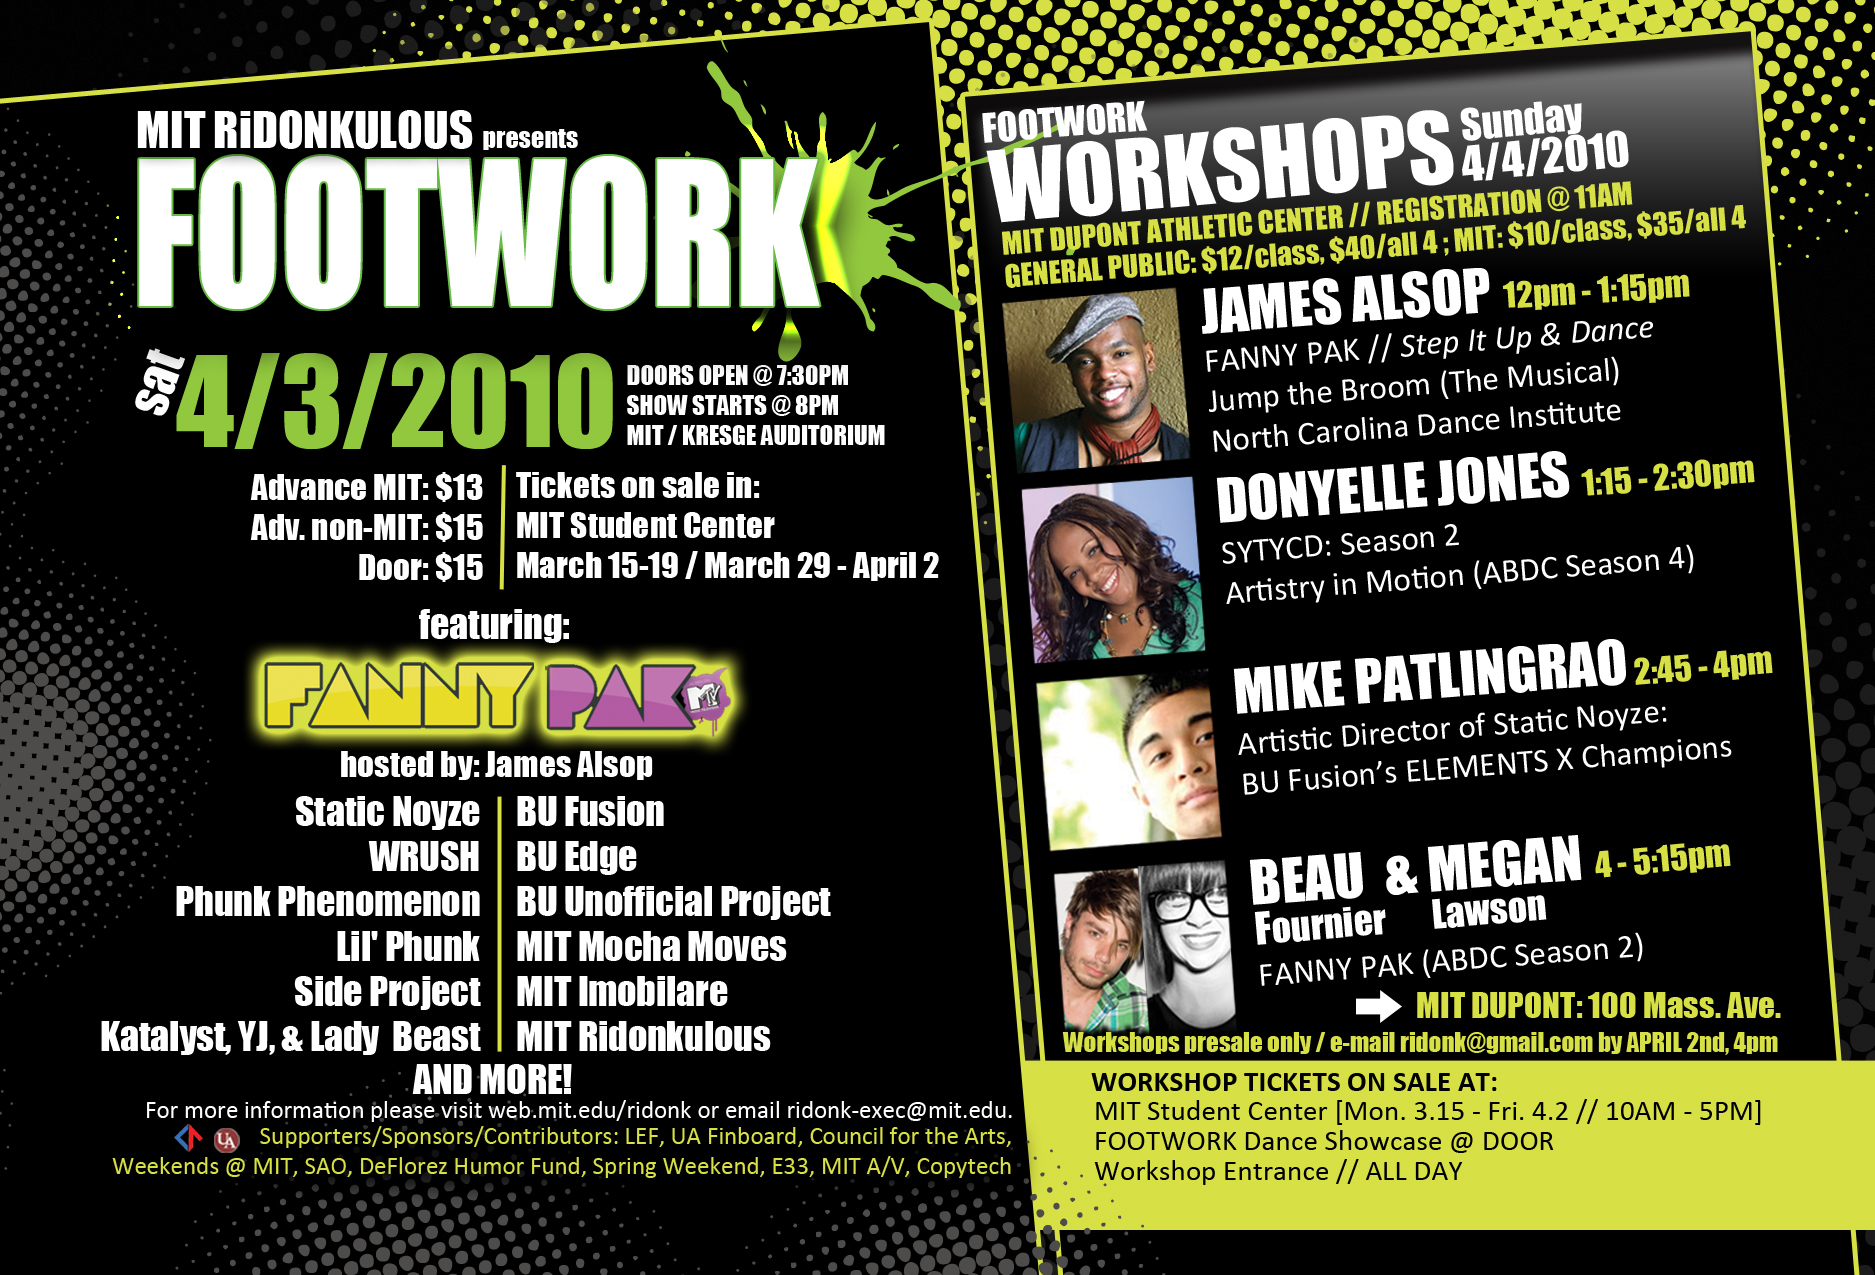 MIT RiDONKULOUS presents
FOOTWORK
sat 4/3/2010
DOORS OPEN @ 7:30PM
SHOW STARTS @ 8PM
MIT / KRESGE AUDITORIUM
Advance MIT: $13
Adv. non-MIT: $15
Door: $15
Tickets on sale in:
MIT Student Center
March 15-19 / March 29 - April 2
featuring:
FANNY PAK MTV
hosted by: James Alsop
Static Noyze
WRUSH
Phunk Phenomenon
Lil' Phunk
Side Project
Katalyst, YJ, & Lady Beast
BU Fusion
BU Edge
BU Unofficial Project
MIT Mocha Moves
MIT Imobilare
MIT Ridonkulous
AND MORE!
For more information please visit web.mit.edu/ridonk or email ridonk-exec@mit.edu.
UA Supporters/Sponsors/Contributors: LEF, UA Finboard, Council for the Arts,
Weekends @ MIT, SAO, DeFlorez Humor Fund, Spring Weekend, E33, MIT A/V, Copytech
FOOTWORK
WORKSHOPS
Sunday
4/4/2010
MIT DUPONT ATHLETIC CENTER // REGISTRATION @ 11AM
GENERAL PUBLIC: $12/class, $40/all 4 ; MIT: $10/class, $35/all 4
JAMES ALSOP 12pm - 1:15pm
FANNY PAK // Step It Up & Dance
Jump the Broom (The Musical)
North Carolina Dance Institute
DONYELLE JONES 1:15 - 2:30pm
SYTYCD: Season 2
Artistry in Motion (ABDC Season 4)
MIKE PATLINGRAO 2:45 - 4pm
Artistic Director of Static Noyze:
BU Fusion's ELEMENTS X Champions
BEAU & MEGAN 4 - 5:15pm
Fournier Lawson
FANNY PAK (ABDC Season 2)
MIT DUPONT: 100 Mass. Ave.
Workshops presale only / e-mail ridonk@gmail.com by APRIL 2nd, 4pm
WORKSHOP TICKETS ON SALE AT:
MIT Student Center [Mon. 3.15 - Fri. 4.2 // 10AM - 5PM]
FOOTWORK Dance Showcase @ DOOR
Workshop Entrance // ALL DAY